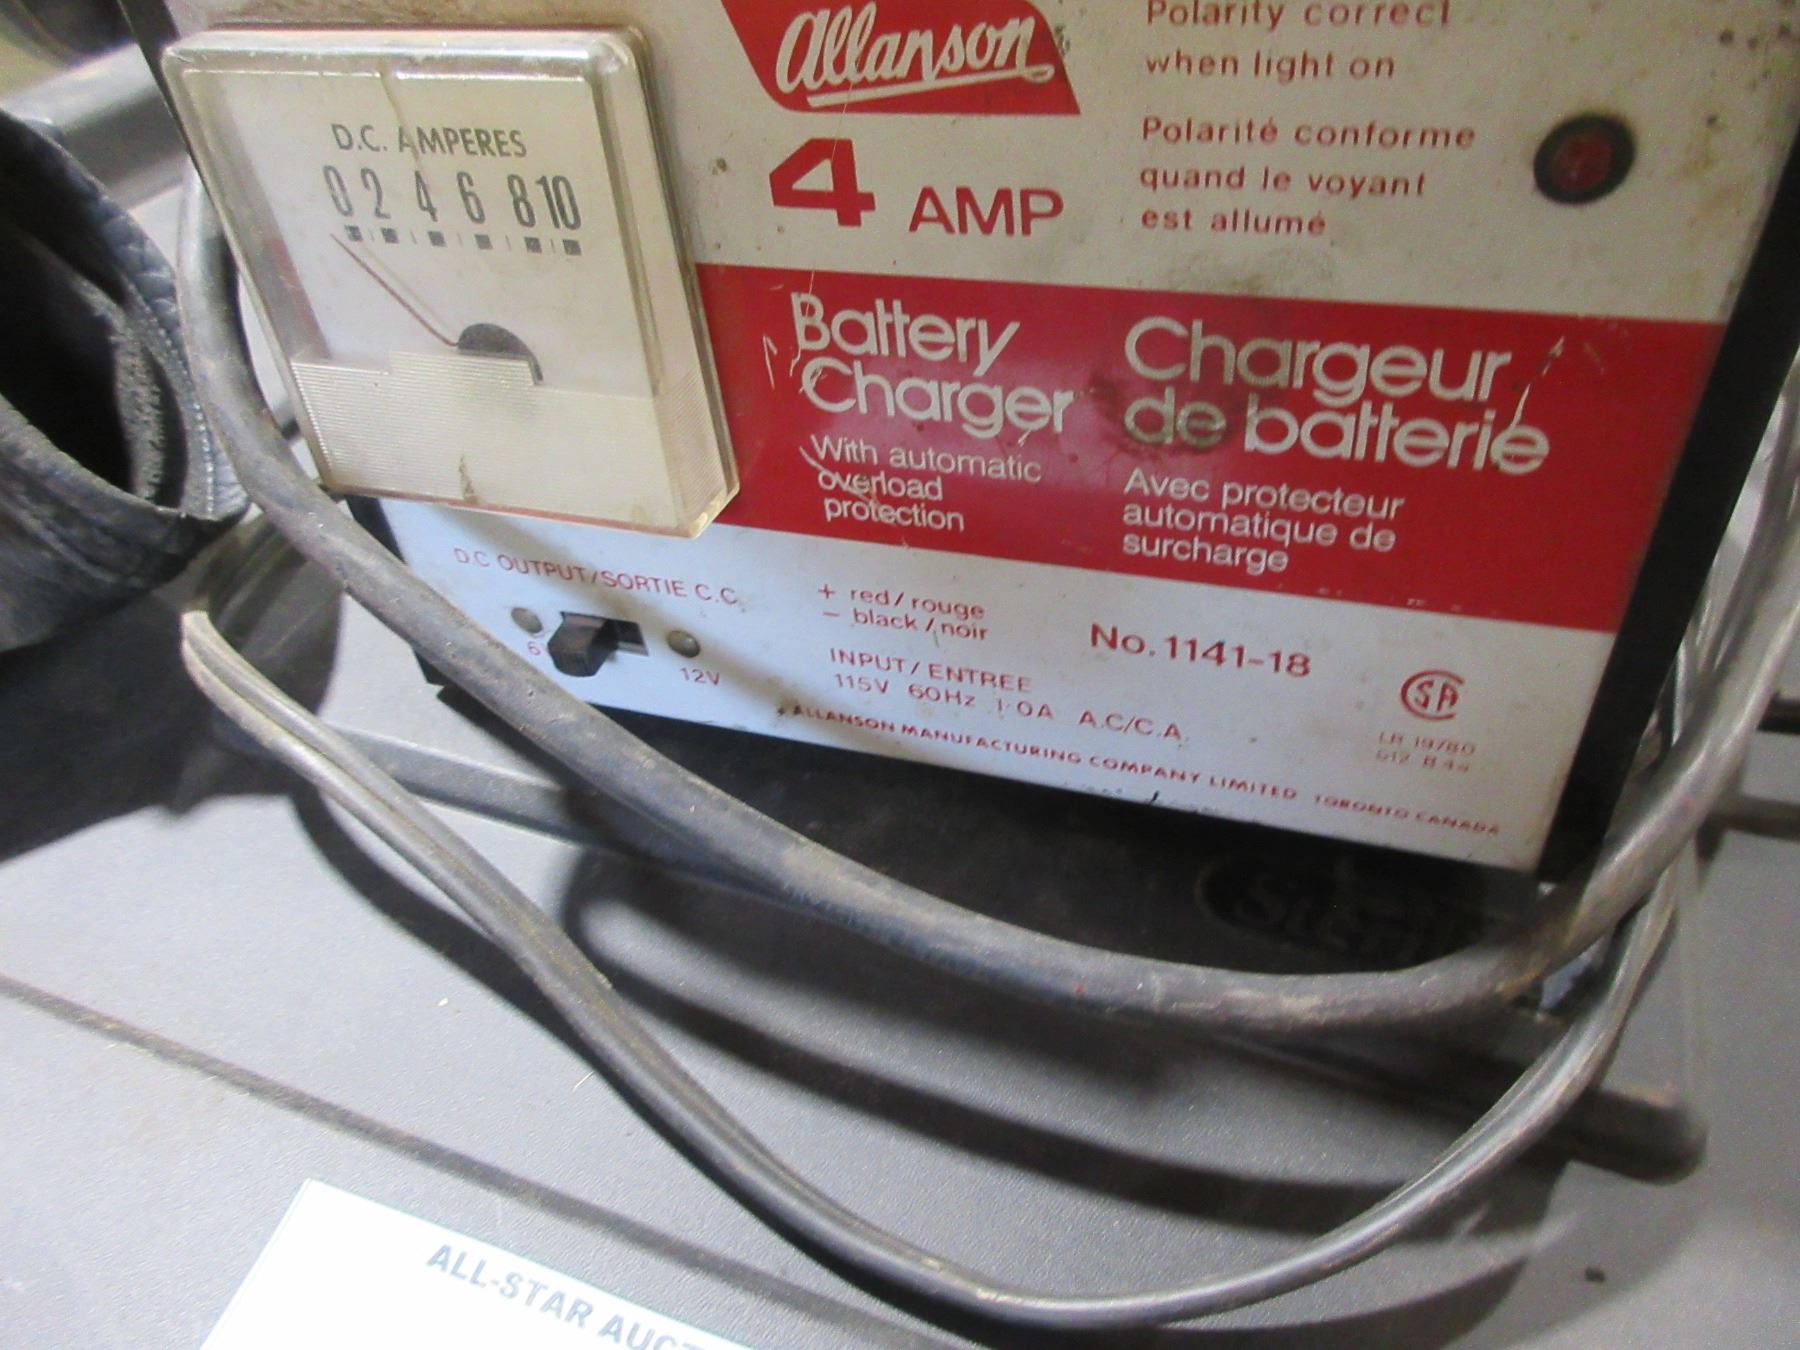 D.C. AMPERES
0 2 4 6 8 10
Allanson
4 AMP
Polarity correct
when light on
Polarité conforme
quand le voyant
est allumé
Battery
Charger
With automatic
overload
protection
Chargeur
de batterie
Avec protecteur
automatique de
surcharge
D.C OUTPUT/SORTIE C.C.
6
12V
+ red/rouge
- black/noir
INPUT/ENTREE
115V 60Hz 1·0A A.C/C.A.
No. 1141-18
CSA
LR 19780
ALLANSON MANUFACTURING COMPANY LIMITED TORONTO CANADA
ALL-STAR